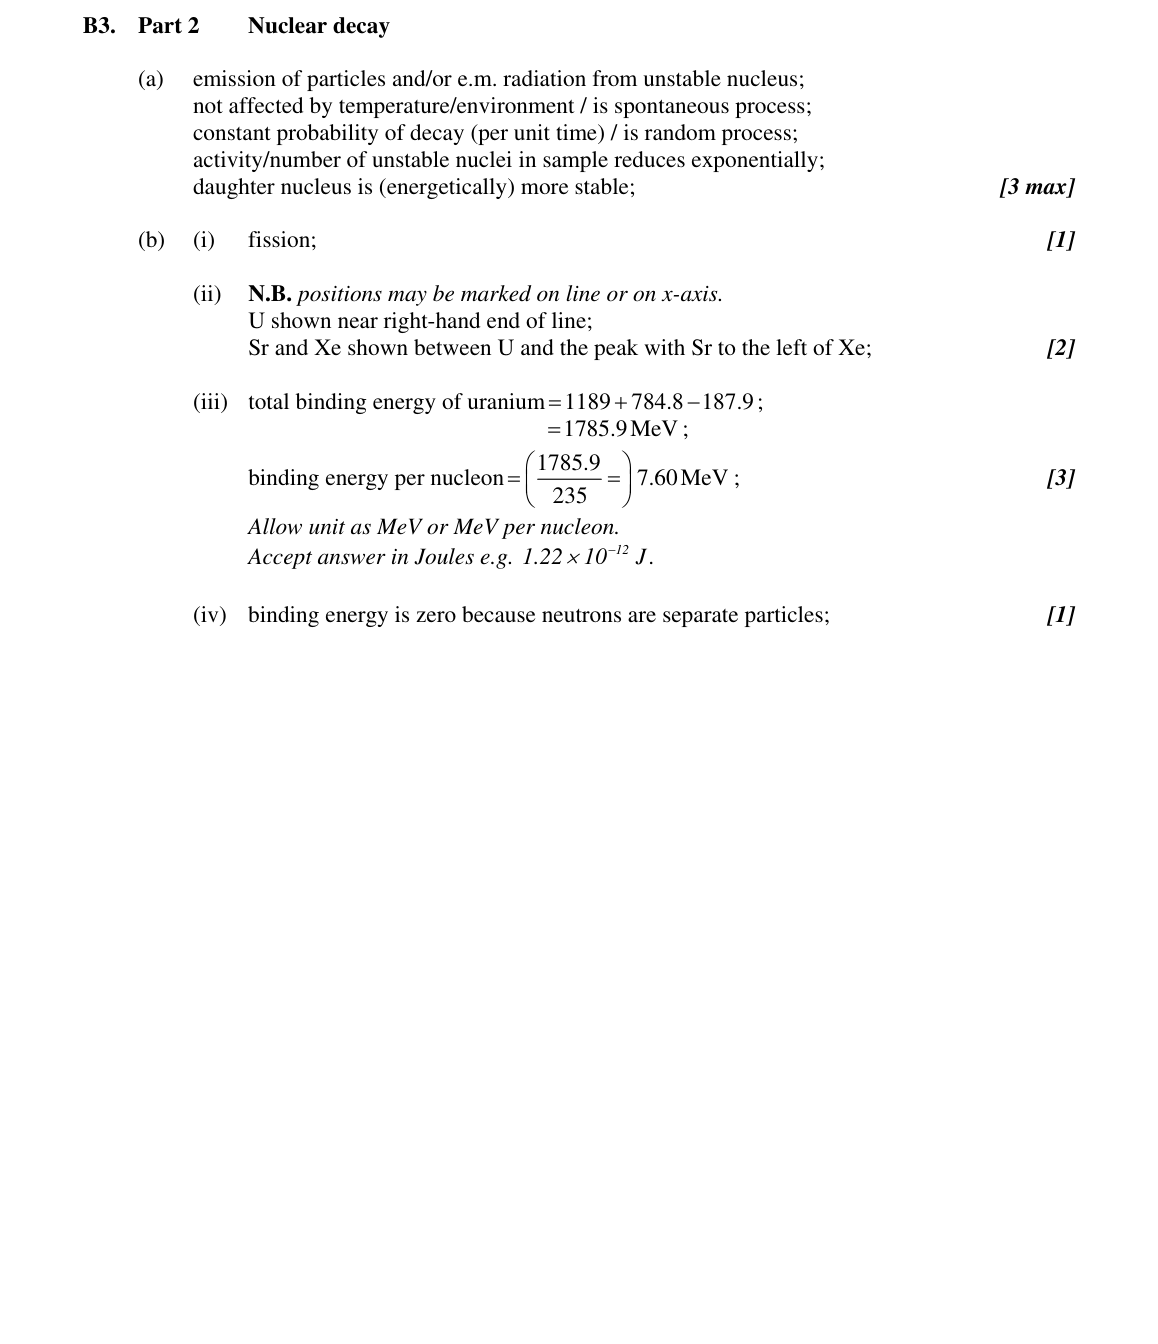 B3. Part 2 Nuclear decay
(a) emission of particles and/or e.m. radiation from unstable nucleus;
not affected by temperature/environment / is spontaneous process;
constant probability of decay (per unit time) / is random process;
activity/number of unstable nuclei in sample reduces exponentially;
daughter nucleus is (energetically) more stable; [3 max]
(b) (i) fission; [1]
(ii) N.B. positions may be marked on line or on x-axis.
U shown near right-hand end of line;
Sr and Xe shown between U and the peak with Sr to the left of Xe; [2]
(iii) total binding energy of uranium = 1189 + 784.8 − 187.9 ;
= 1785.9 MeV ;
binding energy per nucleon = (1785.9/235 =) 7.60 MeV ; [3]
Allow unit as MeV or MeV per nucleon.
Accept answer in Joules e.g. 1.22 × 10⁻¹² J.
(iv) binding energy is zero because neutrons are separate particles; [1]